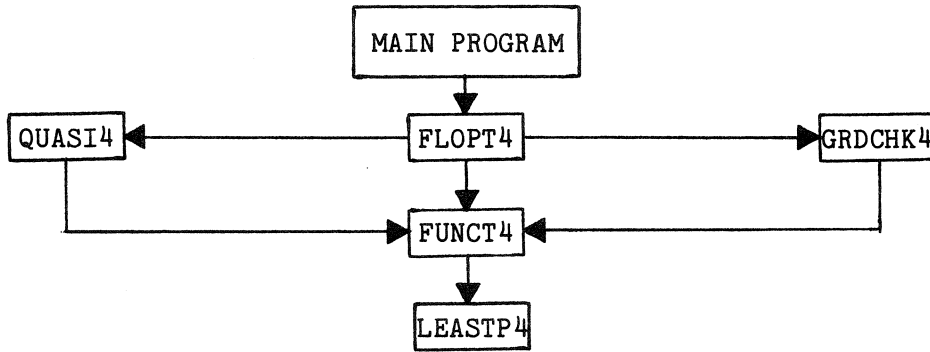 MAIN PROGRAM
QUASI4
FLOPT4
GRDCHK4
FUNCT4
LEASTP4